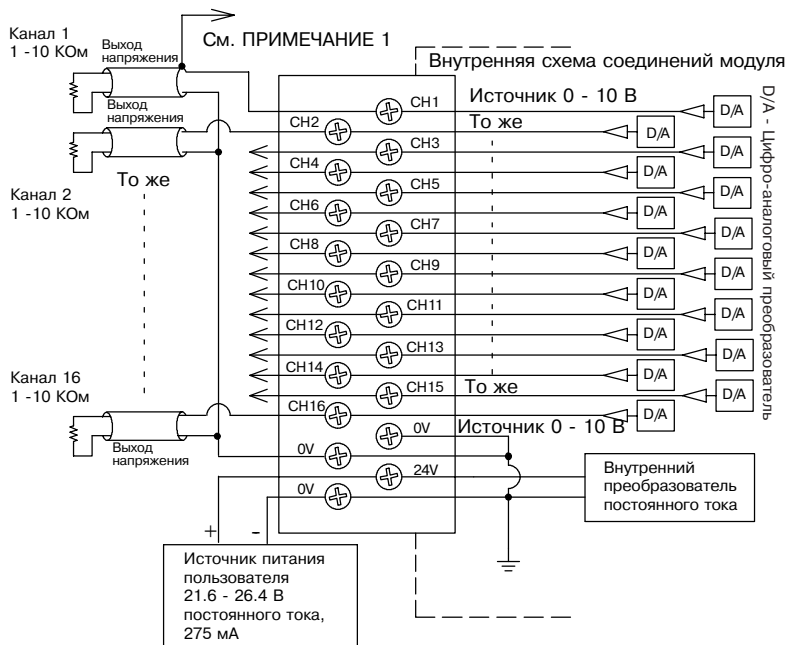 Канал 1
1 -10 КОм
Выход
напряжения
См. ПРИМЕЧАНИЕ 1
Внутренняя схема соединений модуля
Выход
напряжения
Канал 2
1 -10 КОм
То же
Канал 16
1 -10 КОм
Выход
напряжения
CH1
Источник 0 - 10 В
D/A
CH2
То же
D/A
CH3
D/A
CH4
D/A
CH5
D/A
CH6
D/A
CH7
D/A
CH8
D/A
CH9
D/A
CH10
D/A
CH11
D/A
CH12
D/A
CH13
D/A
CH14
D/A
CH15
То же
D/A
CH16
D/A
0V
Источник 0 - 10 В
0V
24V
0V
D/A - Цифро-аналоговый преобразователь
Внутренний
преобразователь
постоянного тока
+
-
Источник питания
пользователя
21.6 - 26.4 В
постоянного тока,
275 мА